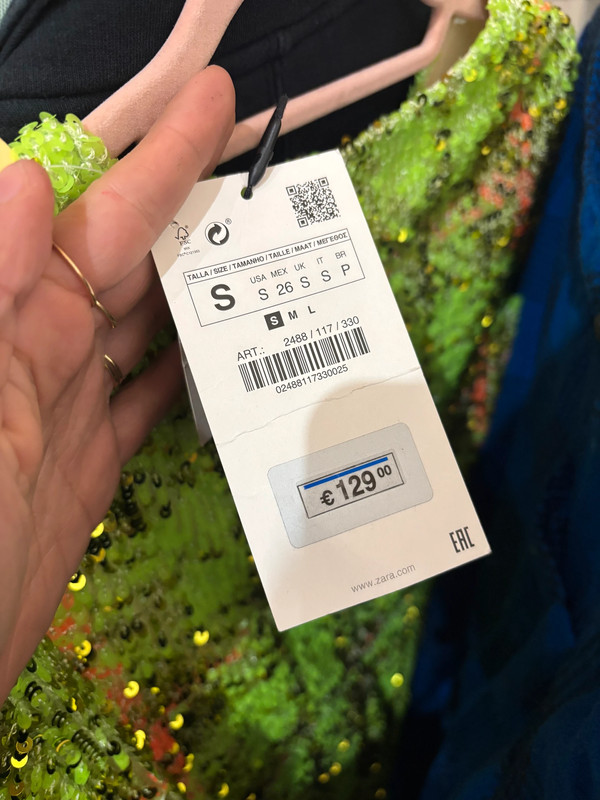 FSC
®
TALLA / SIZE / TAMANHO / TAILLE / MAAT / ΜΕΓΕΘΟΣ
S
USA MEX UK IT BR
S 26 S S P
S M L
ART.: 2488 / 117 / 330
02488117330025
€ 129 00
EAC
www.zara.com